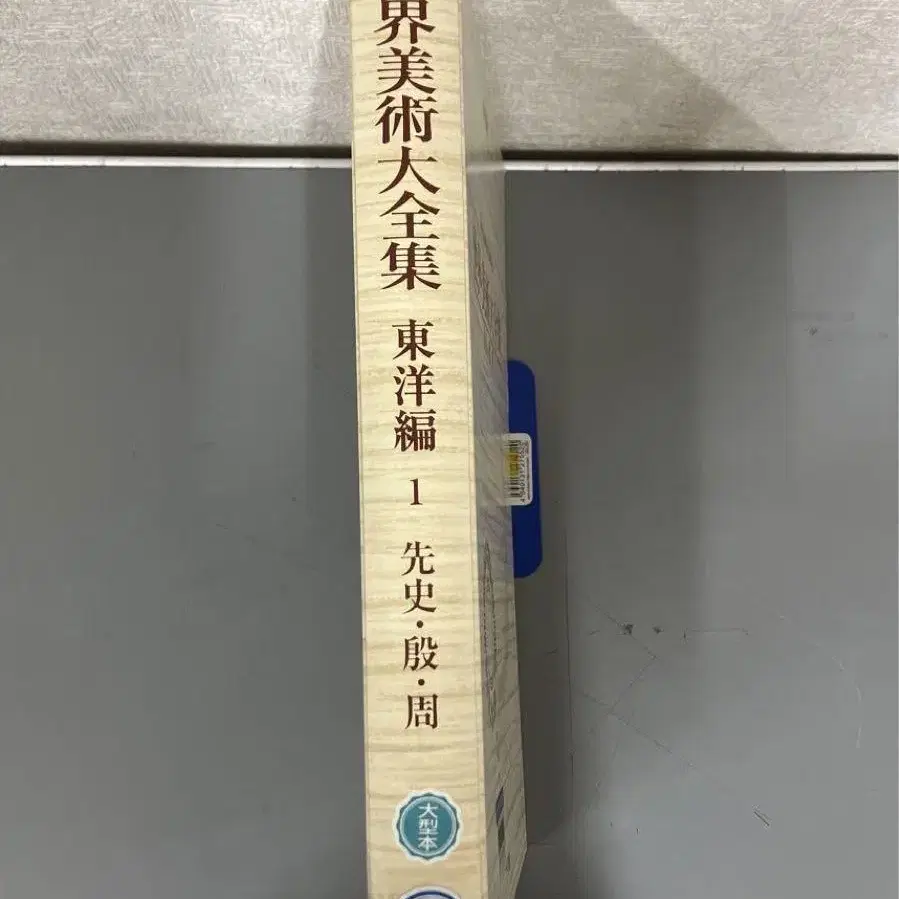 界美術大全集
東洋編
1
先史・殷・周
大型本